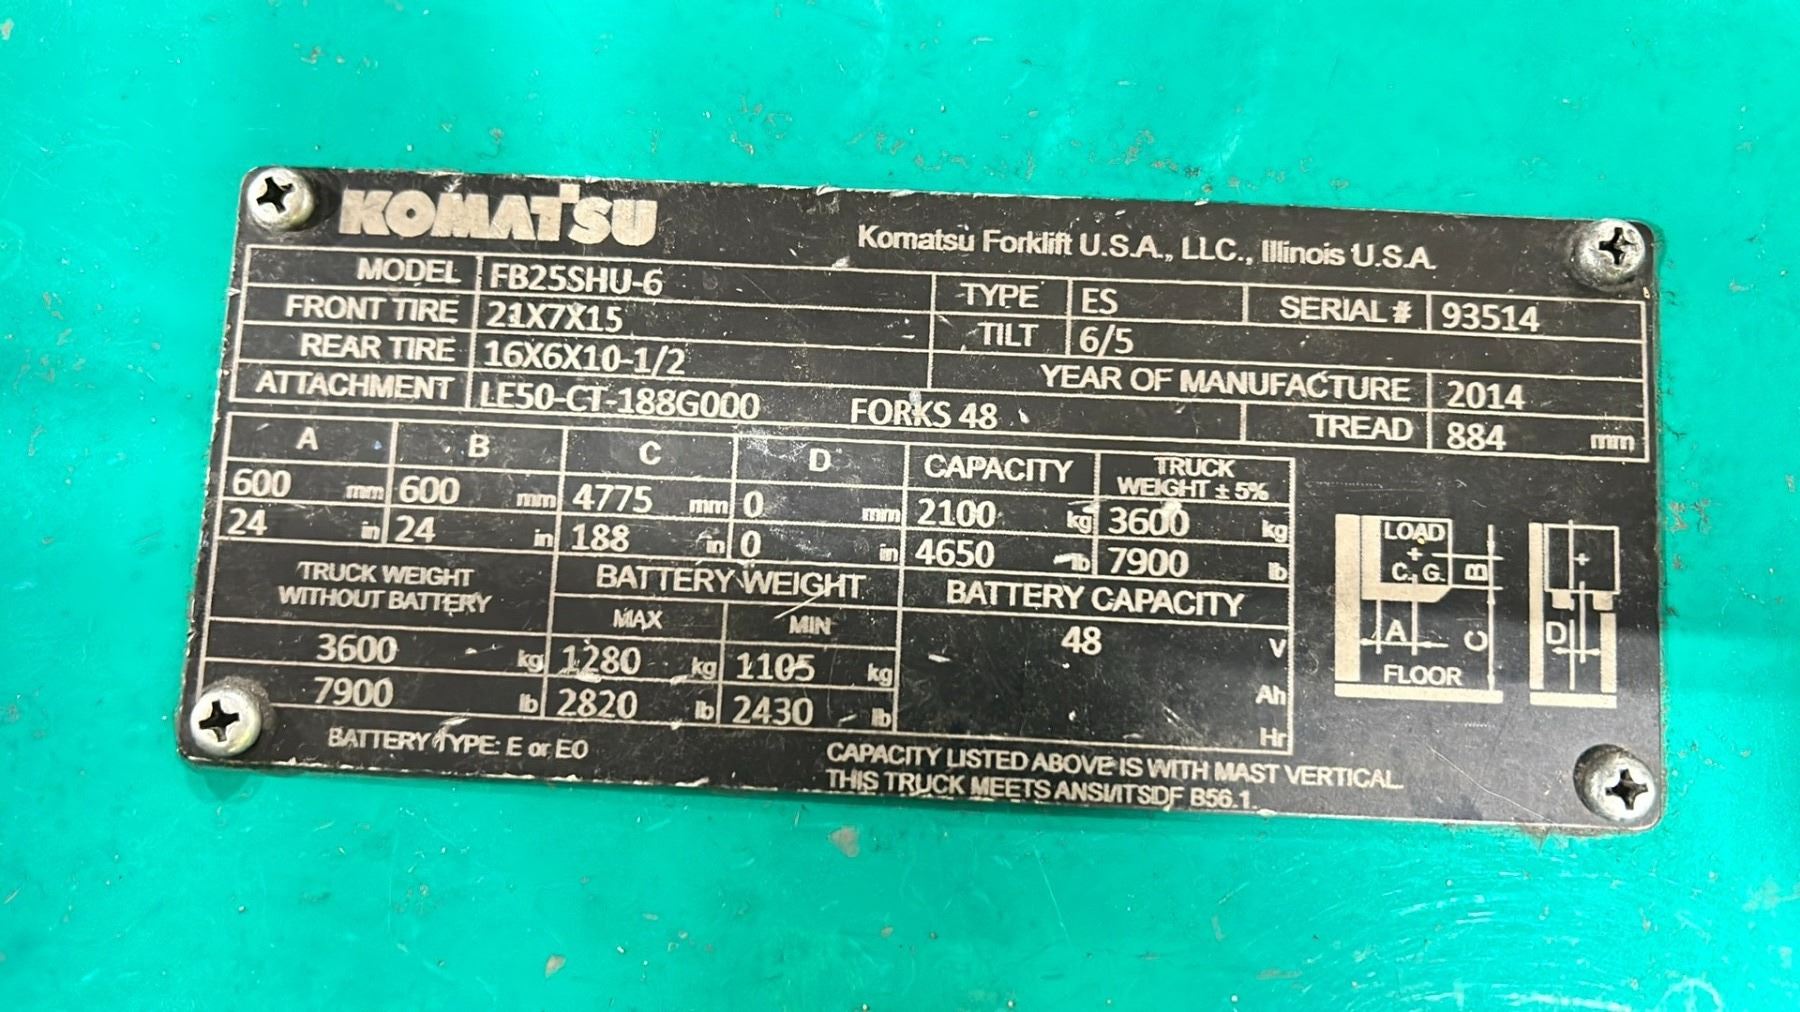 KOMATSU
Komatsu Forklift U.S.A., LLC., Illinois U.S.A.
MODEL FB25SHU-6 TYPE ES SERIAL # 93514
FRONT TIRE 21X7X15 TILT 6/5
REAR TIRE 16X6X10-1/2 YEAR OF MANUFACTURE 2014
ATTACHMENT LE50-CT-188G000 FORKS 48 TREAD 884 mm
A B C D CAPACITY TRUCK
WEIGHT ± 5%
600 mm 600 mm 4775 mm 0 mm 2100 kg 3600 kg
24 in 24 in 188 in 0 in 4650 lb 7900 lb
TRUCK WEIGHT
WITHOUT BATTERY
BATTERY WEIGHT
MAX MIN
BATTERY CAPACITY
3600 kg 1280 kg 1105 kg
7900 lb 2820 lb 2430 lb
48 V
Ah
Hr
LOAD
C. G.
B
A
C
FLOOR
D
BATTERY TYPE: E or EO
CAPACITY LISTED ABOVE IS WITH MAST VERTICAL.
THIS TRUCK MEETS ANSI/ITSDF B56.1.